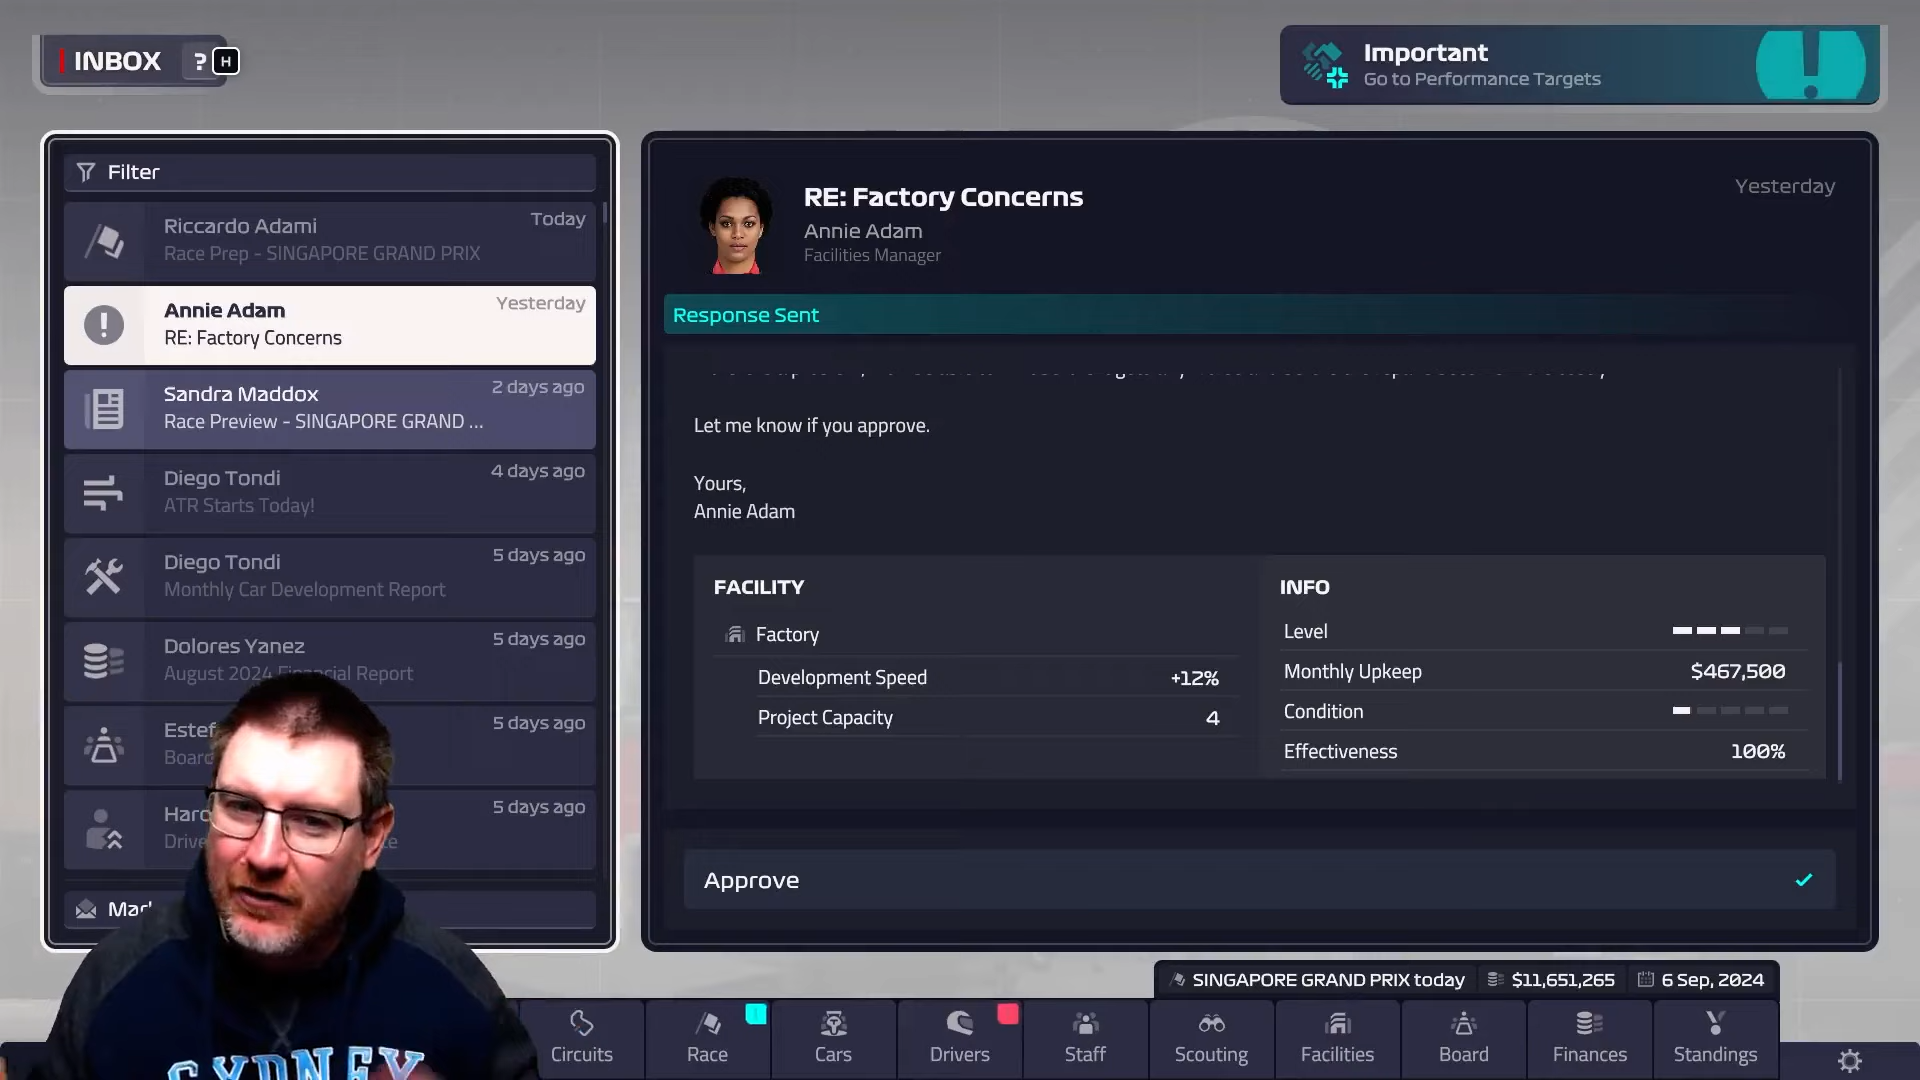 INBOX
? H
Important
Go to Performance Targets
Filter
Riccardo Adami
Today
Race Prep - SINGAPORE GRAND PRIX
Annie Adam
Yesterday
RE: Factory Concerns
Sandra Maddox
2 days ago
Race Preview - SINGAPORE GRAND ...
Diego Tondi
4 days ago
ATR Starts Today!
Diego Tondi
5 days ago
Monthly Car Development Report
Dolores Yanez
5 days ago
August 2024 Financial Report
5 days ago
5 days ago
RE: Factory Concerns
Annie Adam
Facilities Manager
Yesterday
Response Sent
Let me know if you approve.
Yours,
Annie Adam
FACILITY
Factory
Development Speed +12%
Project Capacity 4
INFO
Level
Monthly Upkeep $467,500
Condition
Effectiveness 100%
Approve
SINGAPORE GRAND PRIX today
$11,651,265
6 Sep, 2024
SYDNEY
Circuits
Race
Cars
Drivers
Staff
Scouting
Facilities
Board
Finances
Standings